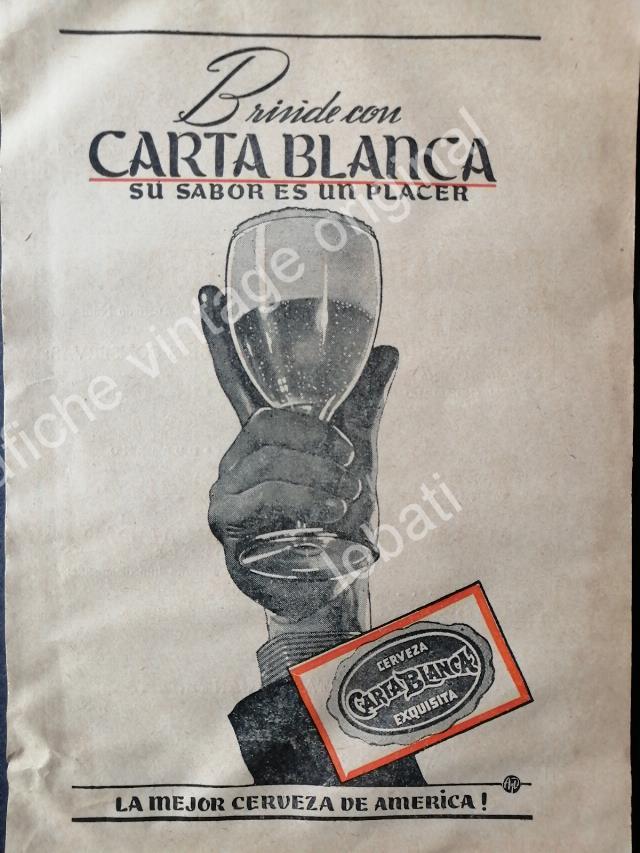 Brinde con
CARTA BLANCA
SU SABOR ES UN PLACER
afiche vintage original
lebati
CERVEZA
CARTA BLANCA
EXQUISITA
LA MEJOR CERVEZA DE AMERICA!